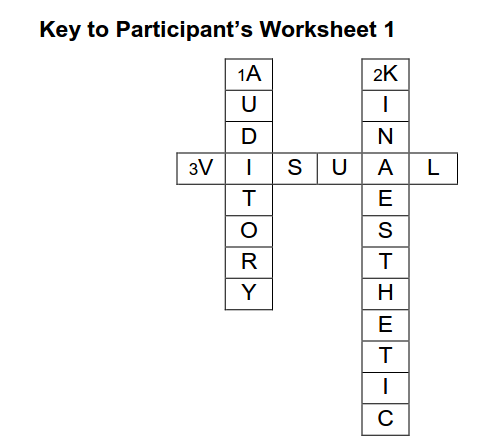 Key to Participant’s Worksheet 1
1A 2K
U I
D N
3V I S U A L
T E
O S
R T
Y H
E
T
I
C